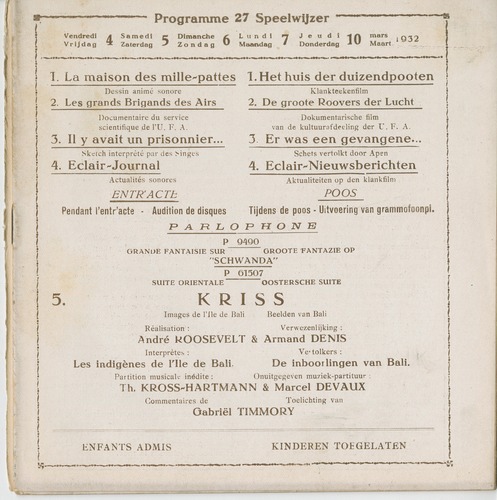 Programme 27 Speelwijzer
Vendredi Vrijdag 4 Samedi Zaterdag 5 Dimanche Zondag 6 Lundi Maandag 7 Jeudi Donderdag 10 mars Maart 1932
1. La maison des mille-pattes
Dessin animé sonore
2. Les grands Brigands des Airs
Documentaire du service
scientifique de l'U. F. A.
3. Il y avait un prisonnier...
Sketch interprété par des Singes
4. Eclair-Journal
Actualités sonores
ENTR'ACTE
Pendant l'entr'acte - Audition de disques
1. Het huis der duizendpooten
Klankteekenfilm
2. De groote Roovers der Lucht
Dokumentarische film
van de kultuurafdeeling der U. F. A.
3. Er was een gevangene...
Schets vertolkt door Apen
4. Eclair-Nieuwsberichten
Aktualiteiten op den klankfilm
POOS
Tijdens de poos - Uitvoering van grammofoonpl.
PARLOPHONE
P 9490
GRANDE FANTAISIE SUR GROOTE FANTAZIE OP
"SCHWANDA"
P 61507
SUITE ORIENTALE OOSTERSCHE SUITE
5. KRISS
Images de l'Ile de Bali Beelden van Bali
Réalisation : Verwezenlijking :
André ROOSEVELT & Armand DENIS
Interprètes : Vertolkers :
Les indigènes de l'Ile de Bali. De inboorlingen van Bali.
Partition musicale inédite : Onuitgegeven muziek-partituur :
Th. KROSS-HARTMANN & Marcel DEVAUX
Commentaires de Toelichting van
Gabriël TIMMORY
ENFANTS ADMIS KINDEREN TOEGELATEN